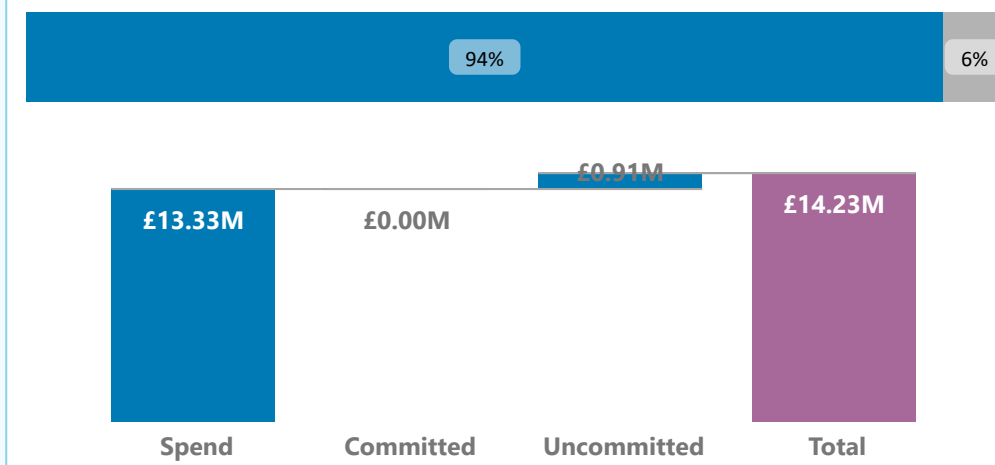 94% 6%
£0.91M
£13.33M £0.00M £14.23M
Spend Committed Uncommitted Total